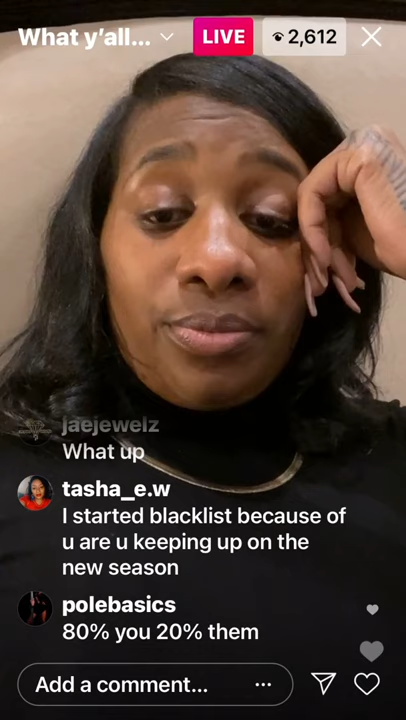 What y'all...
LIVE
2,612
jaejewelz
What up
tasha_e.w
I started blacklist because of
u are u keeping up on the
new season
polebasics
80% you 20% them
Add a comment...